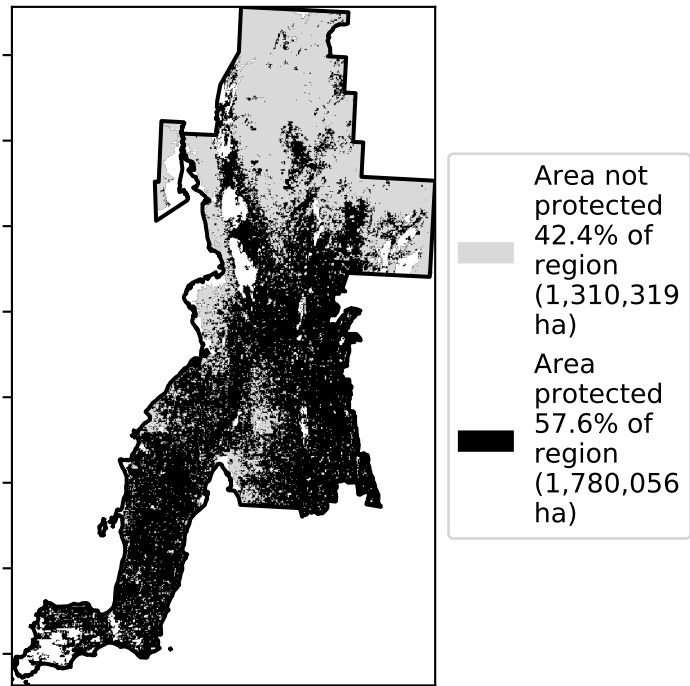 Area not
protected
42.4% of
region
(1,310,319
ha)
Area
protected
57.6% of
region
(1,780,056
ha)